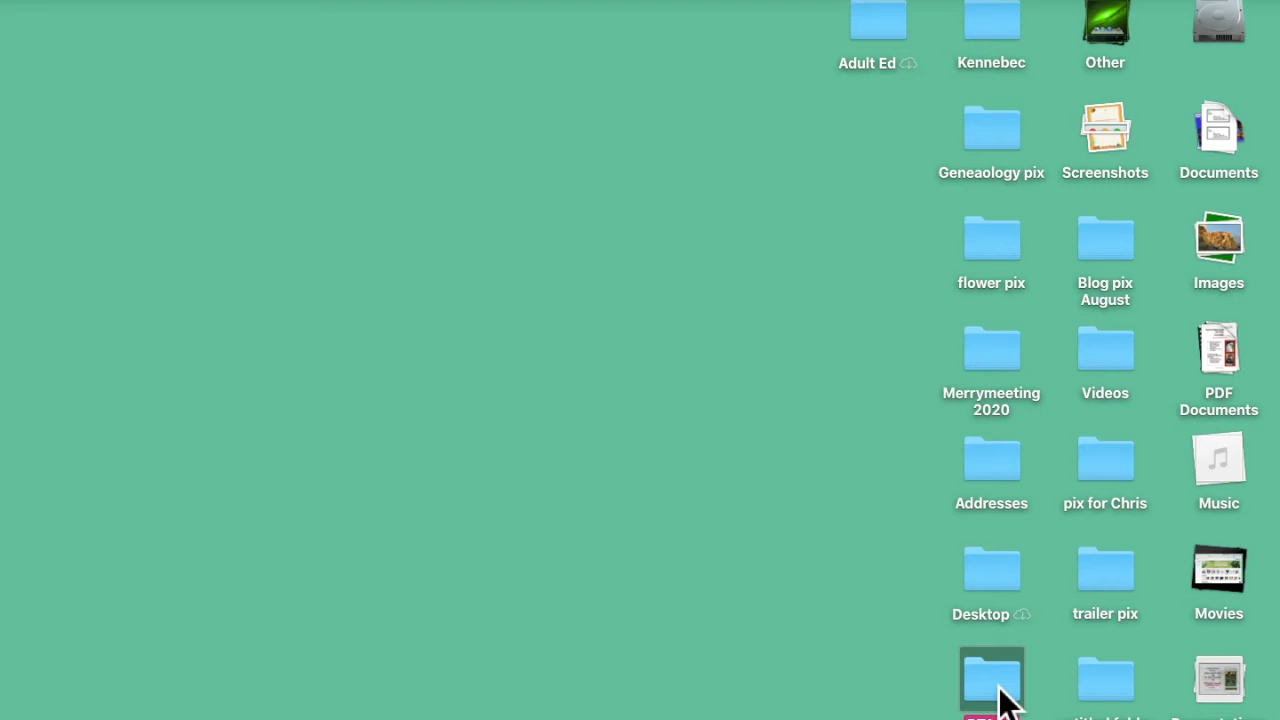 Adult Ed
Kennebec
Other
Geneaology pix
Screenshots
Documents
flower pix
Blog pix
August
Images
Merrymeeting
2020
Videos
PDF
Documents
Addresses
pix for Chris
Music
Desktop
trailer pix
Movies